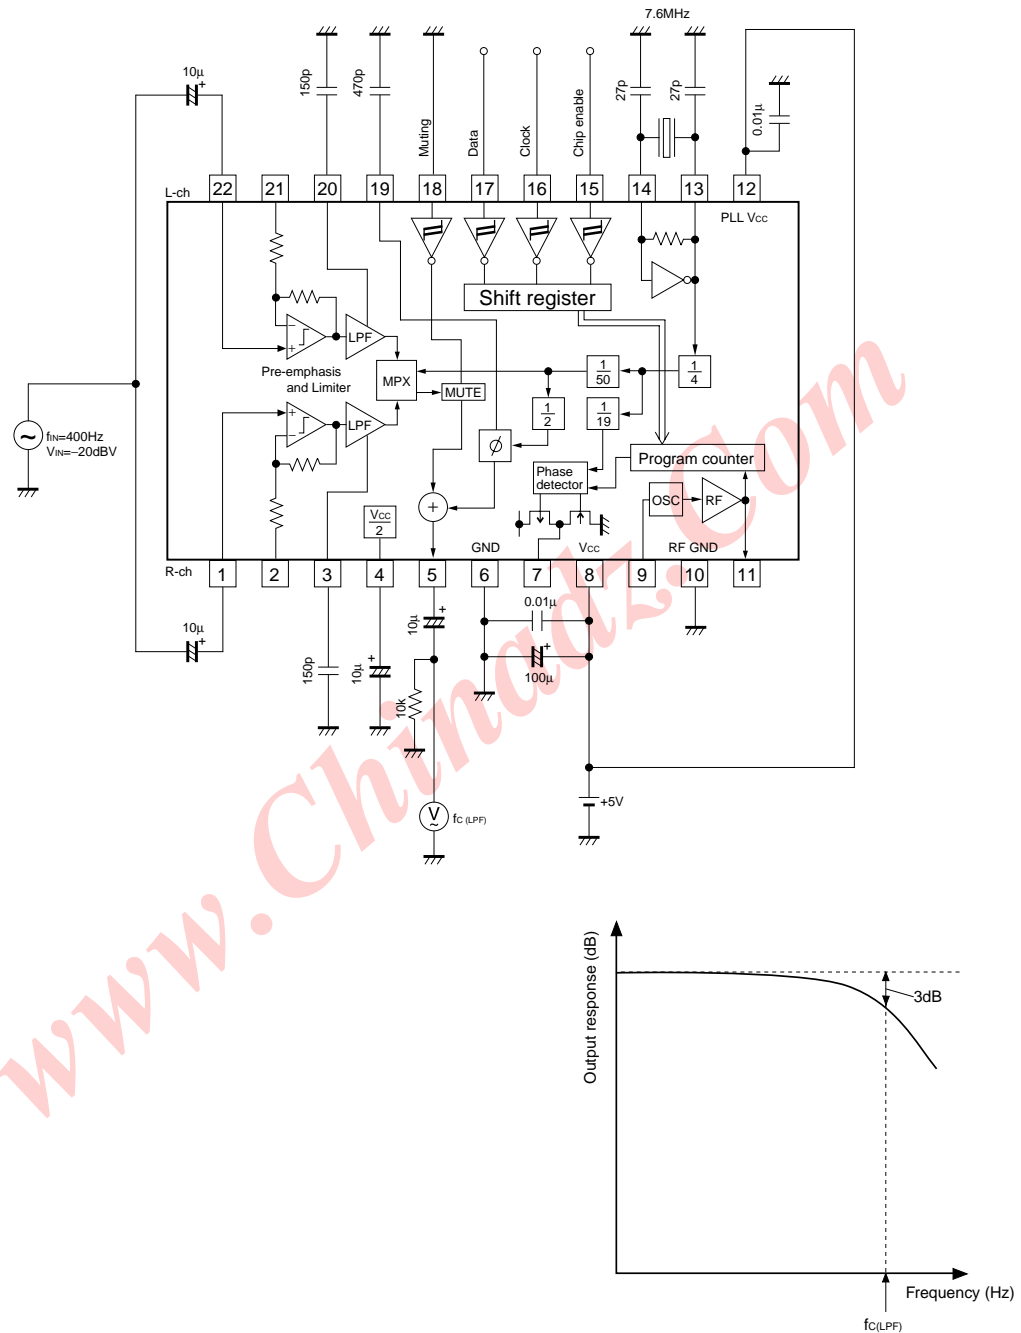 7.6MHz
10μ
+
150p
470p
Muting
Data
Clock
Chip enable
27p
27p
0.01μ
L-ch
22
21
20
19
18
17
16
15
14
13
12
PLL VCC
Shift register
−
+
LPF
Pre-emphasis
and Limiter
MPX
MUTE
1
50
1
4
1
2
1
19
+
−
LPF
ϕ
Phase
detector
Program counter
OSC
RF
~
fIN=400Hz
VIN=−20dBV
+
VCC
2
GND
VCC
RF GND
R-ch
1
2
3
4
5
6
7
8
9
10
11
10μ
+
150p
10μ
+
10μ
+
10k
0.01μ
+
100μ
V
~
fC (LPF)
+5V
www.Chinadz.Com
Output response (dB)
3dB
Frequency (Hz)
fC(LPF)